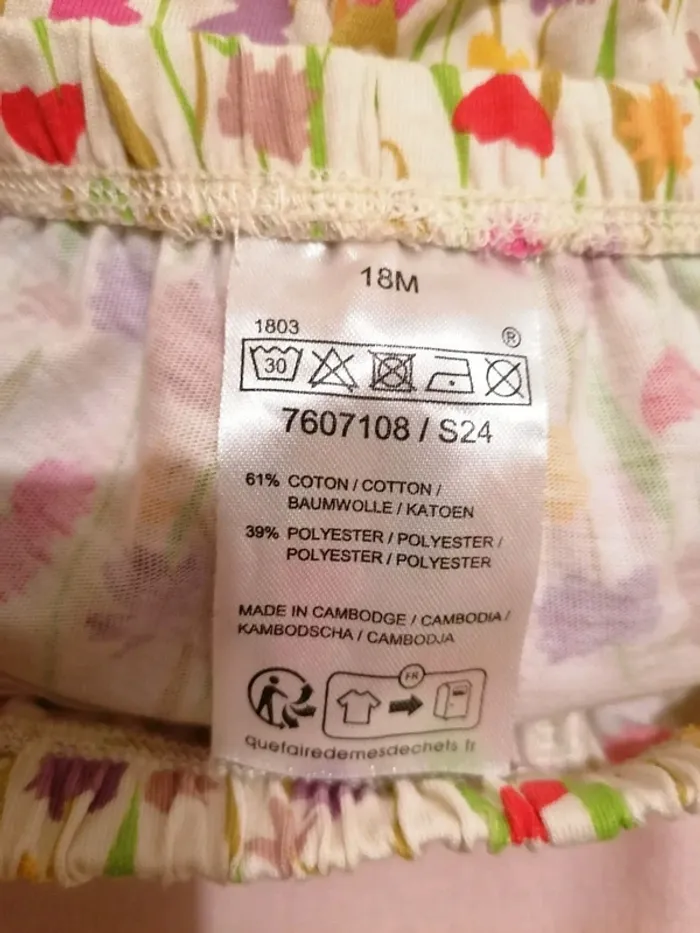 18M
1803
®
30
7607108 / S24
61% COTON / COTTON /
BAUMWOLLE / KATOEN
39% POLYESTER / POLYESTER /
POLYESTER / POLYESTER
MADE IN CAMBODGE / CAMBODIA /
KAMBODSCHA / CAMBODJA
FR
quefairedemesdechets.fr